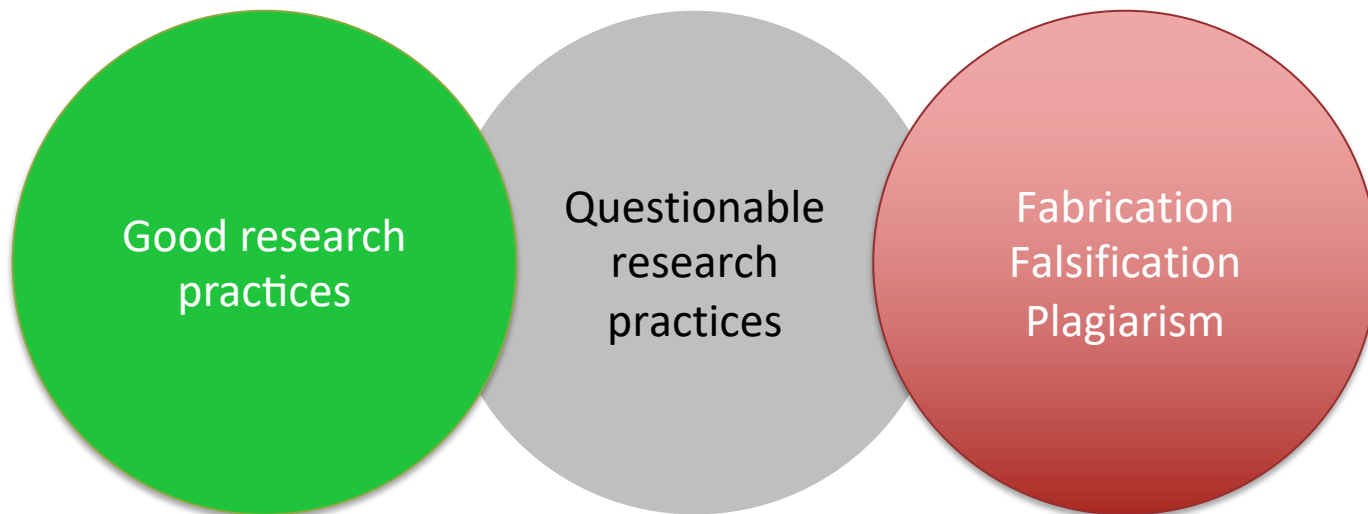 Good research
practices
Questionable
research
practices
Fabrication
Falsification
Plagiarism